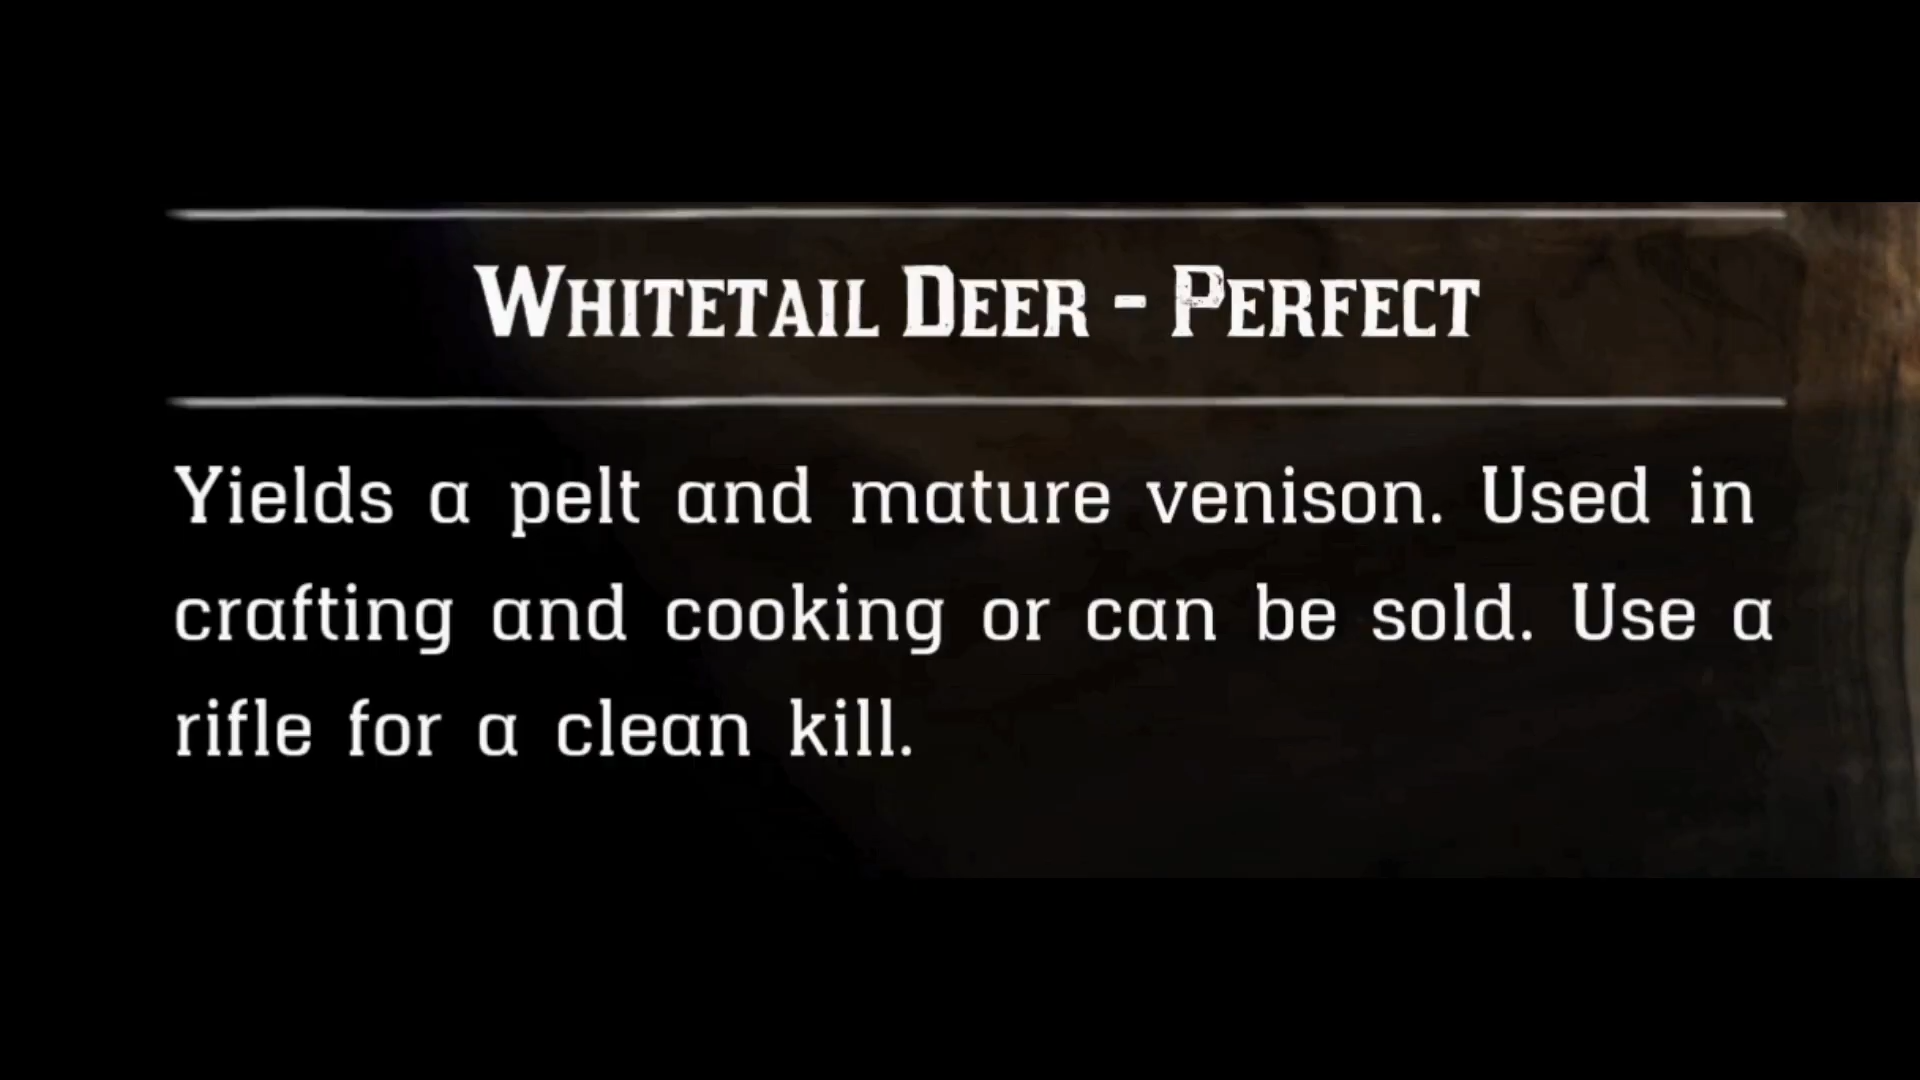 Whitetail Deer - Perfect
Yields a pelt and mature venison. Used in
crafting and cooking or can be sold. Use a
rifle for a clean kill.